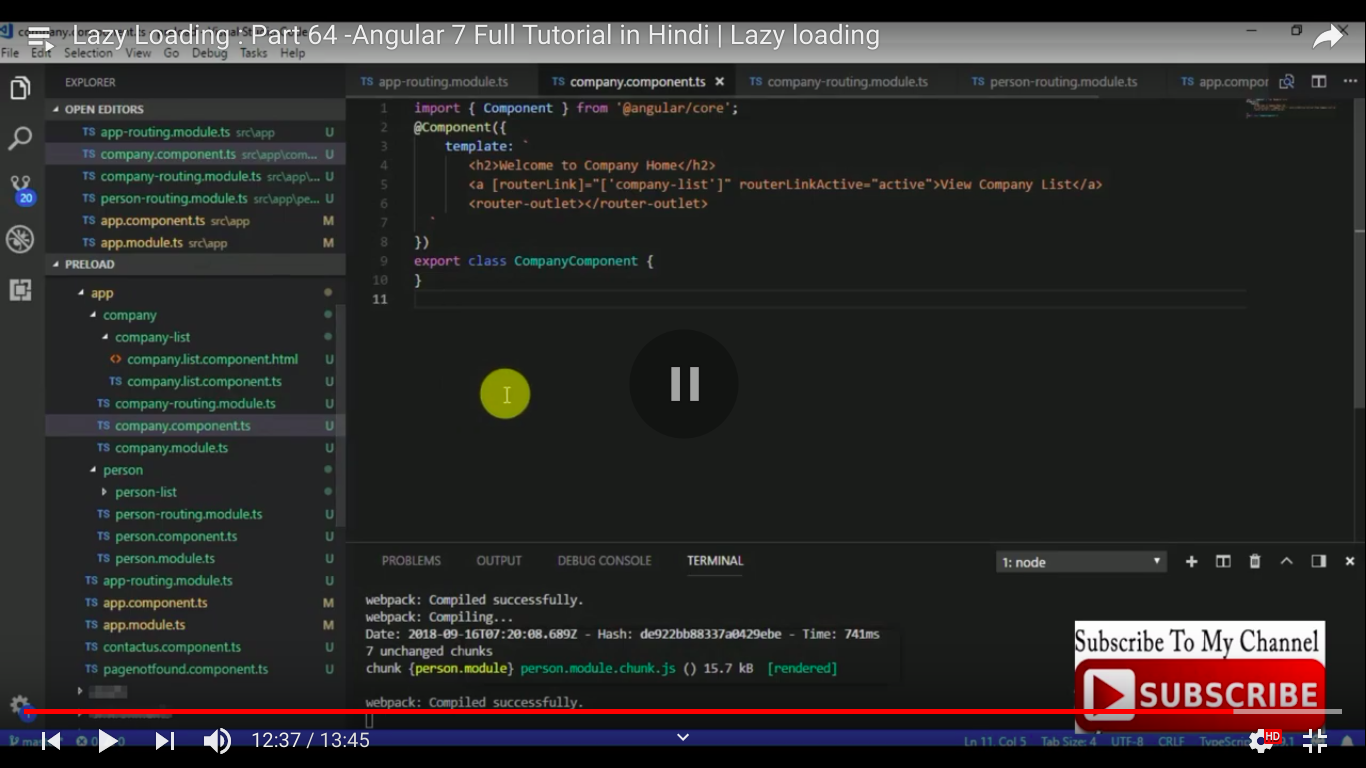 Lazy Loading : Part 64 -Angular 7 Full Tutorial in Hindi | Lazy loading
File Edit Selection View Go Debug Tasks Help
EXPLORER
OPEN EDITORS
TS app-routing.module.ts src\app U
TS company.component.ts src\app\com... U
TS company-routing.module.ts src\app\... U
TS person-routing.module.ts src\app\pe... U
TS app.component.ts src\app M
TS app.module.ts src\app M
20
PRELOAD
app
company
company-list
<> company.list.component.html U
TS company.list.component.ts U
TS company-routing.module.ts U
TS company.component.ts U
TS company.module.ts U
person
person-list
TS person-routing.module.ts U
TS person.component.ts U
TS person.module.ts U
TS app-routing.module.ts U
TS app.component.ts M
TS app.module.ts M
TS contactus.component.ts U
TS pagenotfound.component.ts U
TS app-routing.module.ts TS company.component.ts × TS company-routing.module.ts TS person-routing.module.ts TS app.compor
1 import { Component } from '@angular/core';
2 @Component({
3 template: `
4 <h2>Welcome to Company Home</h2>
5 <a [routerLink]="['company-list']" routerLinkActive="active">View Company List</a>
6 <router-outlet></router-outlet>
7 `
8 })
9 export class CompanyComponent {
10 }
11
PROBLEMS OUTPUT DEBUG CONSOLE TERMINAL 1: node
webpack: Compiled successfully.
webpack: Compiling...
Date: 2018-09-16T07:20:08.689Z - Hash: de922bb88337a0429ebe - Time: 741ms
7 unchanged chunks
chunk {person.module} person.module.chunk.js () 15.7 kB [rendered]
webpack: Compiled successfully.
Subscribe To My Channel
SUBSCRIBE
12:37 / 13:45
HD
Ln 11, Col 5 Tab Size: 4 UTF-8 CRLF